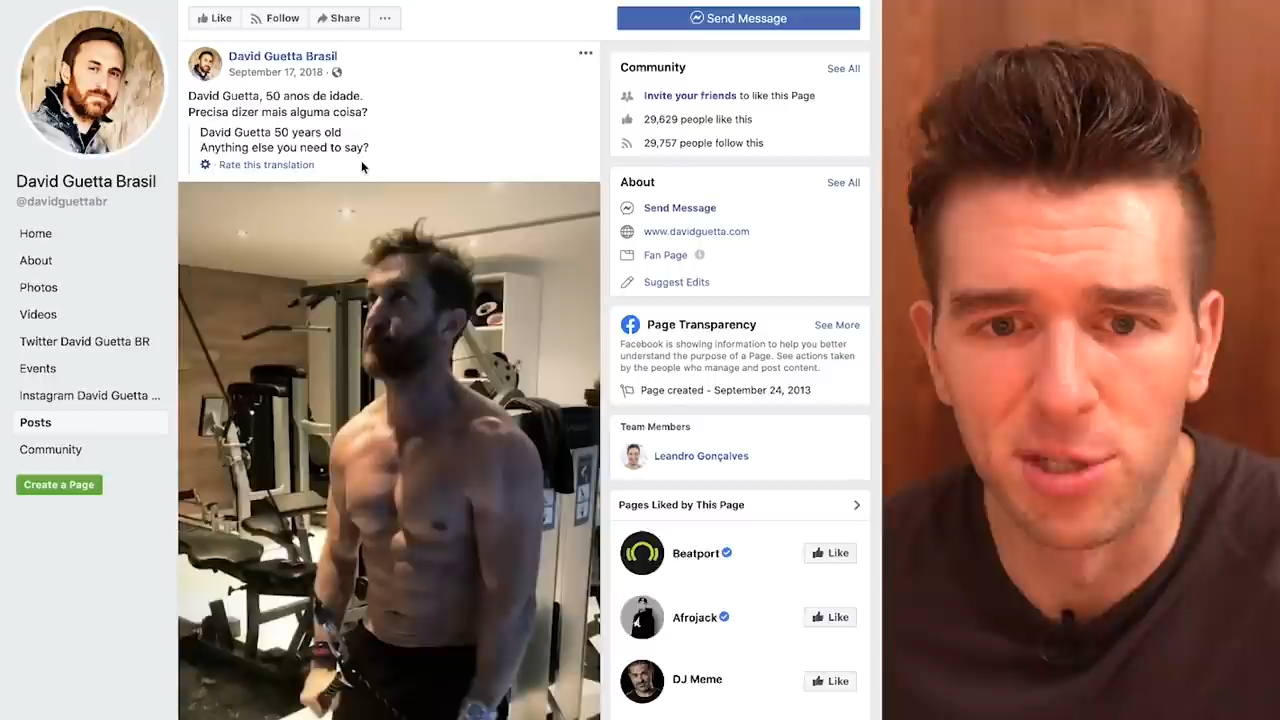 Like
Follow
Share
Send Message
David Guetta Brasil
September 17, 2018 ·
David Guetta, 50 anos de idade.
Precisa dizer mais alguma coisa?
David Guetta 50 years old
Anything else you need to say?
· Rate this translation
David Guetta Brasil
@davidguettabr
Home
About
Photos
Videos
Twitter David Guetta BR
Events
Instagram David Guetta ...
Posts
Community
Create a Page
Community
See All
Invite your friends to like this Page
29,629 people like this
29,757 people follow this
About
See All
Send Message
www.davidguetta.com
Fan Page
Suggest Edits
Page Transparency
See More
Facebook is showing information to help you better
understand the purpose of a Page. See actions taken
by the people who manage and post content.
Page created - September 24, 2013
Team Members
Leandro Gonçalves
Pages Liked by This Page
Beatport
Like
Afrojack
Like
DJ Meme
Like